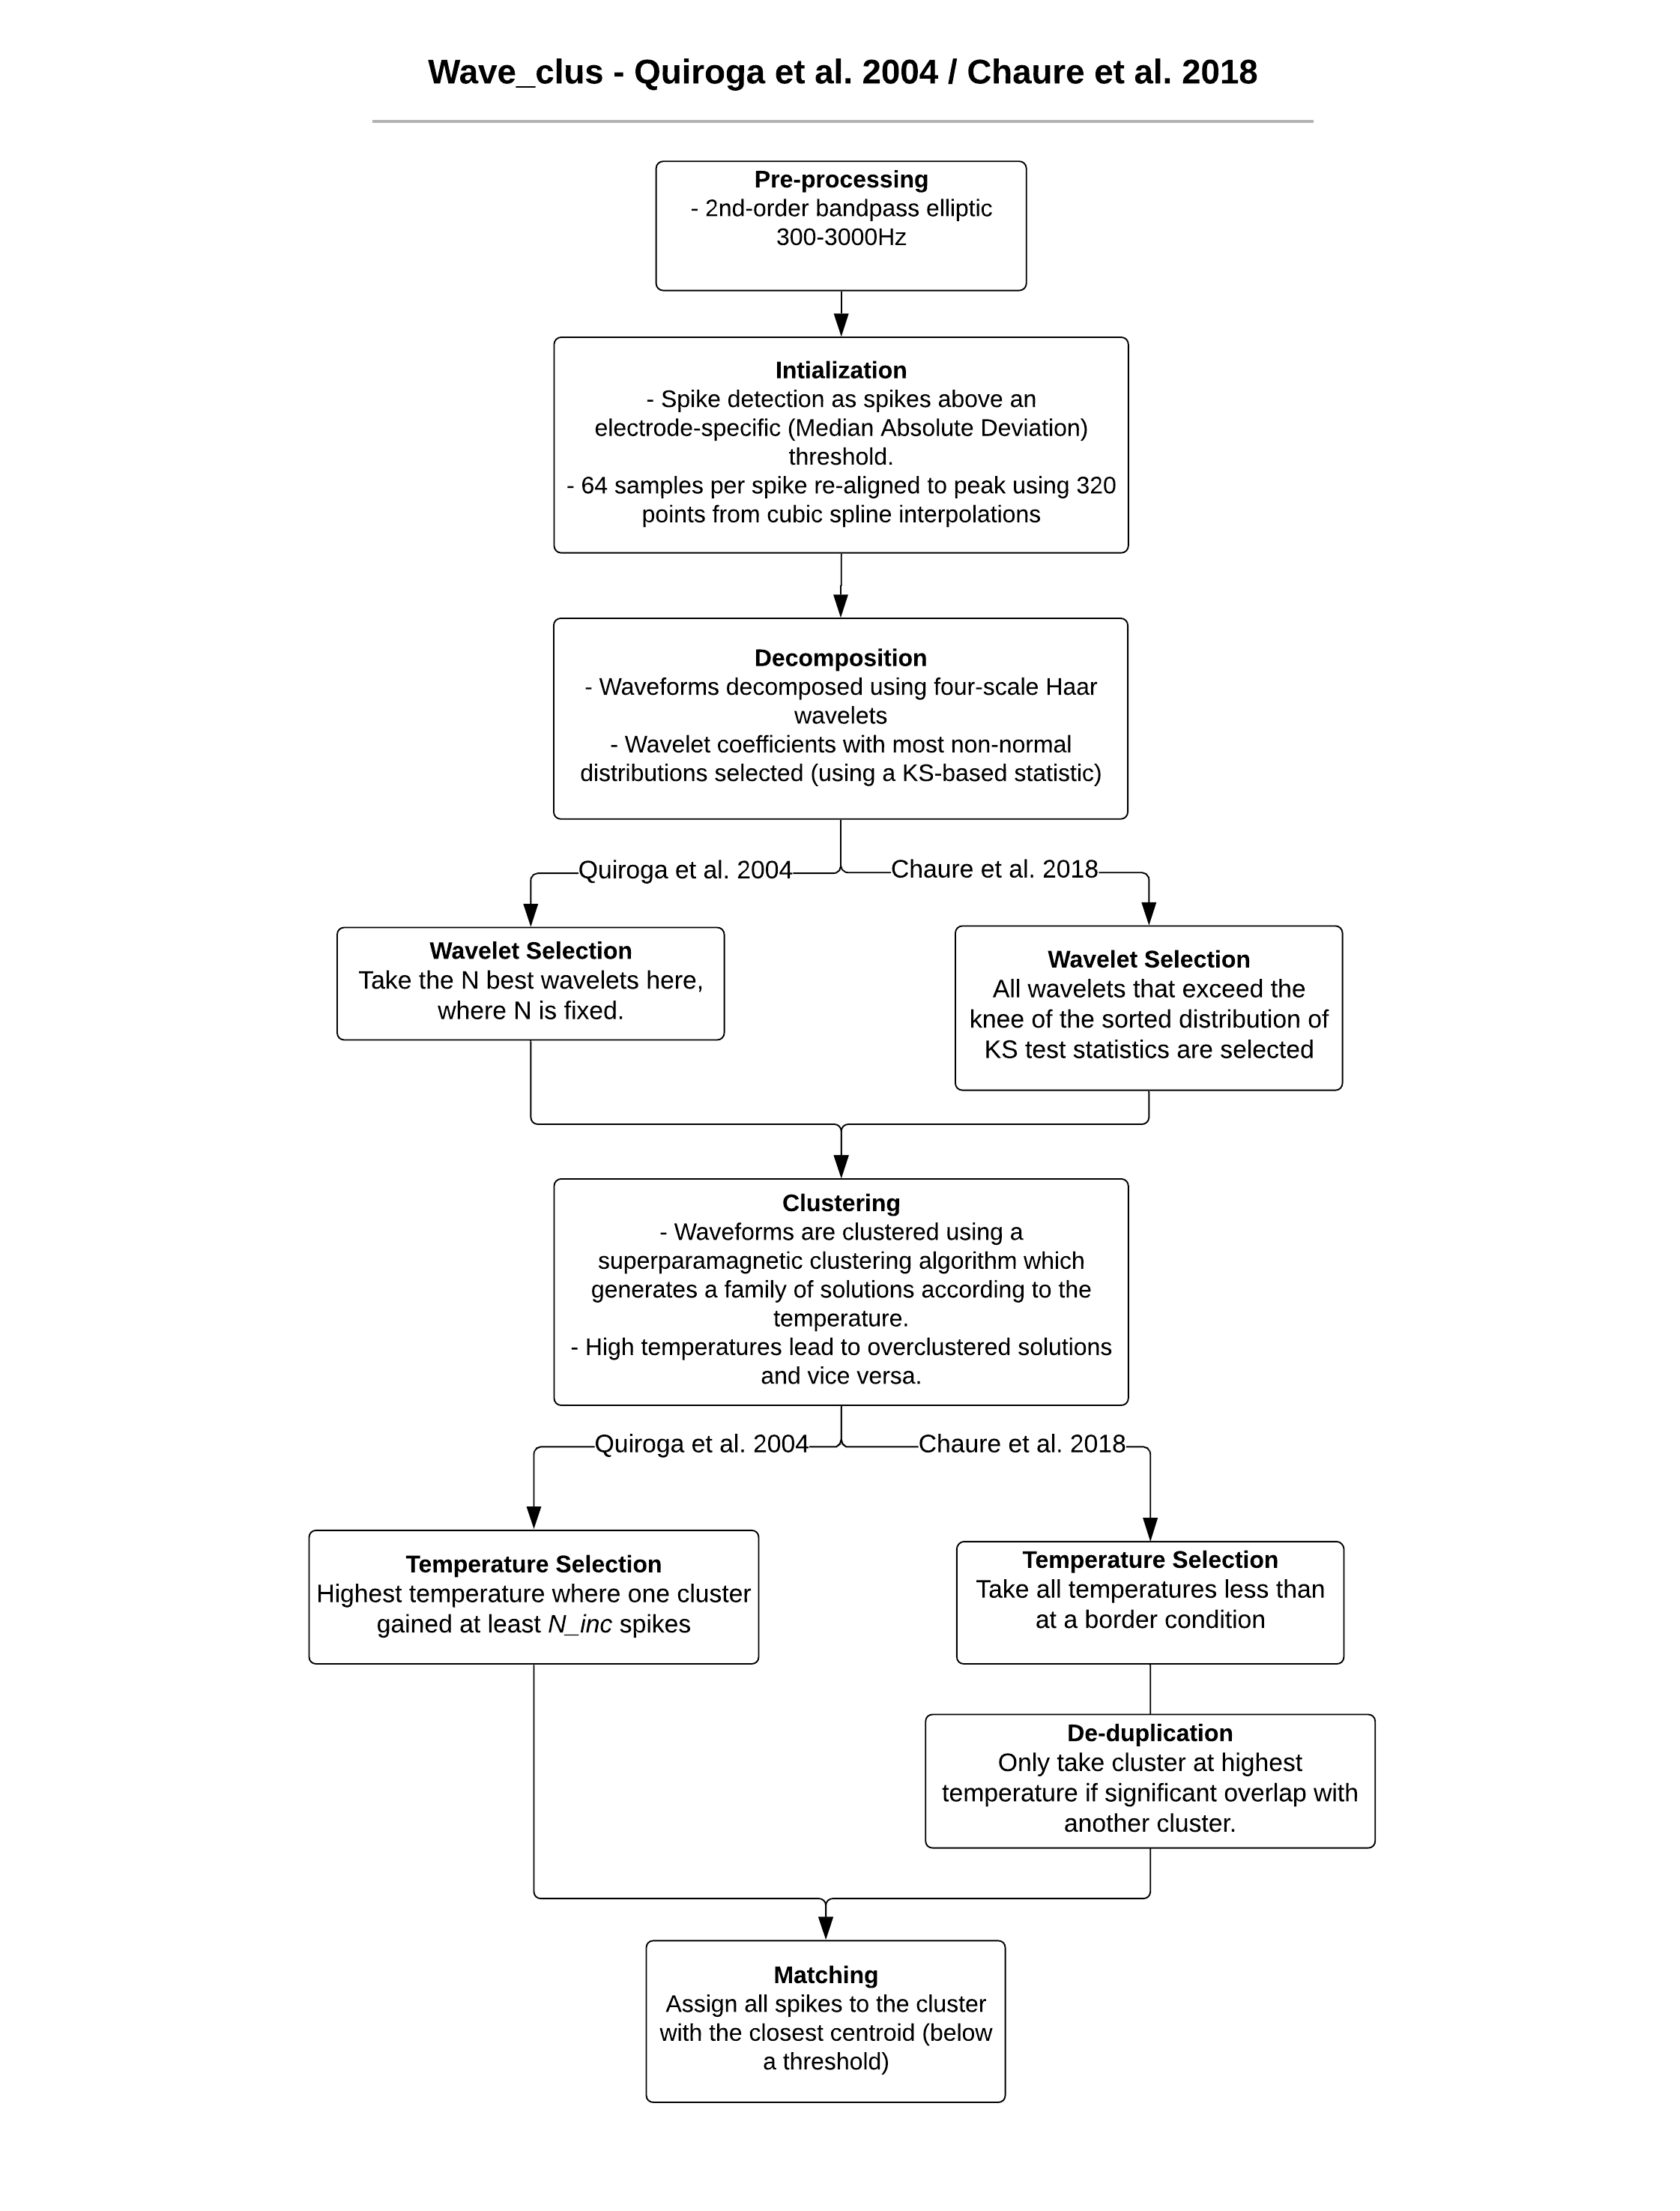 Wave_clus - Quiroga et al. 2004 / Chaure et al. 2018
Pre-processing
- 2nd-order bandpass elliptic
300-3000Hz
Intialization
- Spike detection as spikes above an
electrode-specific (Median Absolute Deviation)
threshold.
- 64 samples per spike re-aligned to peak using 320
points from cubic spline interpolations
Decomposition
- Waveforms decomposed using four-scale Haar
wavelets
- Wavelet coefficients with most non-normal
distributions selected (using a KS-based statistic)
Quiroga et al. 2004
Chaure et al. 2018
Wavelet Selection
Take the N best wavelets here,
where N is fixed.
Wavelet Selection
All wavelets that exceed the
knee of the sorted distribution of
KS test statistics are selected
Clustering
- Waveforms are clustered using a
superparamagnetic clustering algorithm which
generates a family of solutions according to the
temperature.
- High temperatures lead to overclustered solutions
and vice versa.
Quiroga et al. 2004
Chaure et al. 2018
Temperature Selection
Highest temperature where one cluster
gained at least N_inc spikes
Temperature Selection
Take all temperatures less than
at a border condition
De-duplication
Only take cluster at highest
temperature if significant overlap with
another cluster.
Matching
Assign all spikes to the cluster
with the closest centroid (below
a threshold)